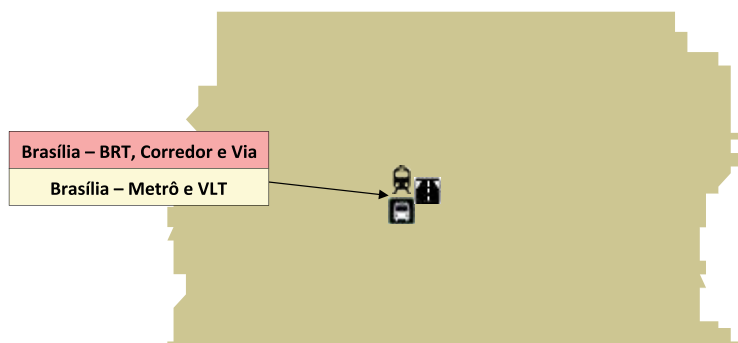 Brasília – BRT, Corredor e Via
Brasília – Metrô e VLT